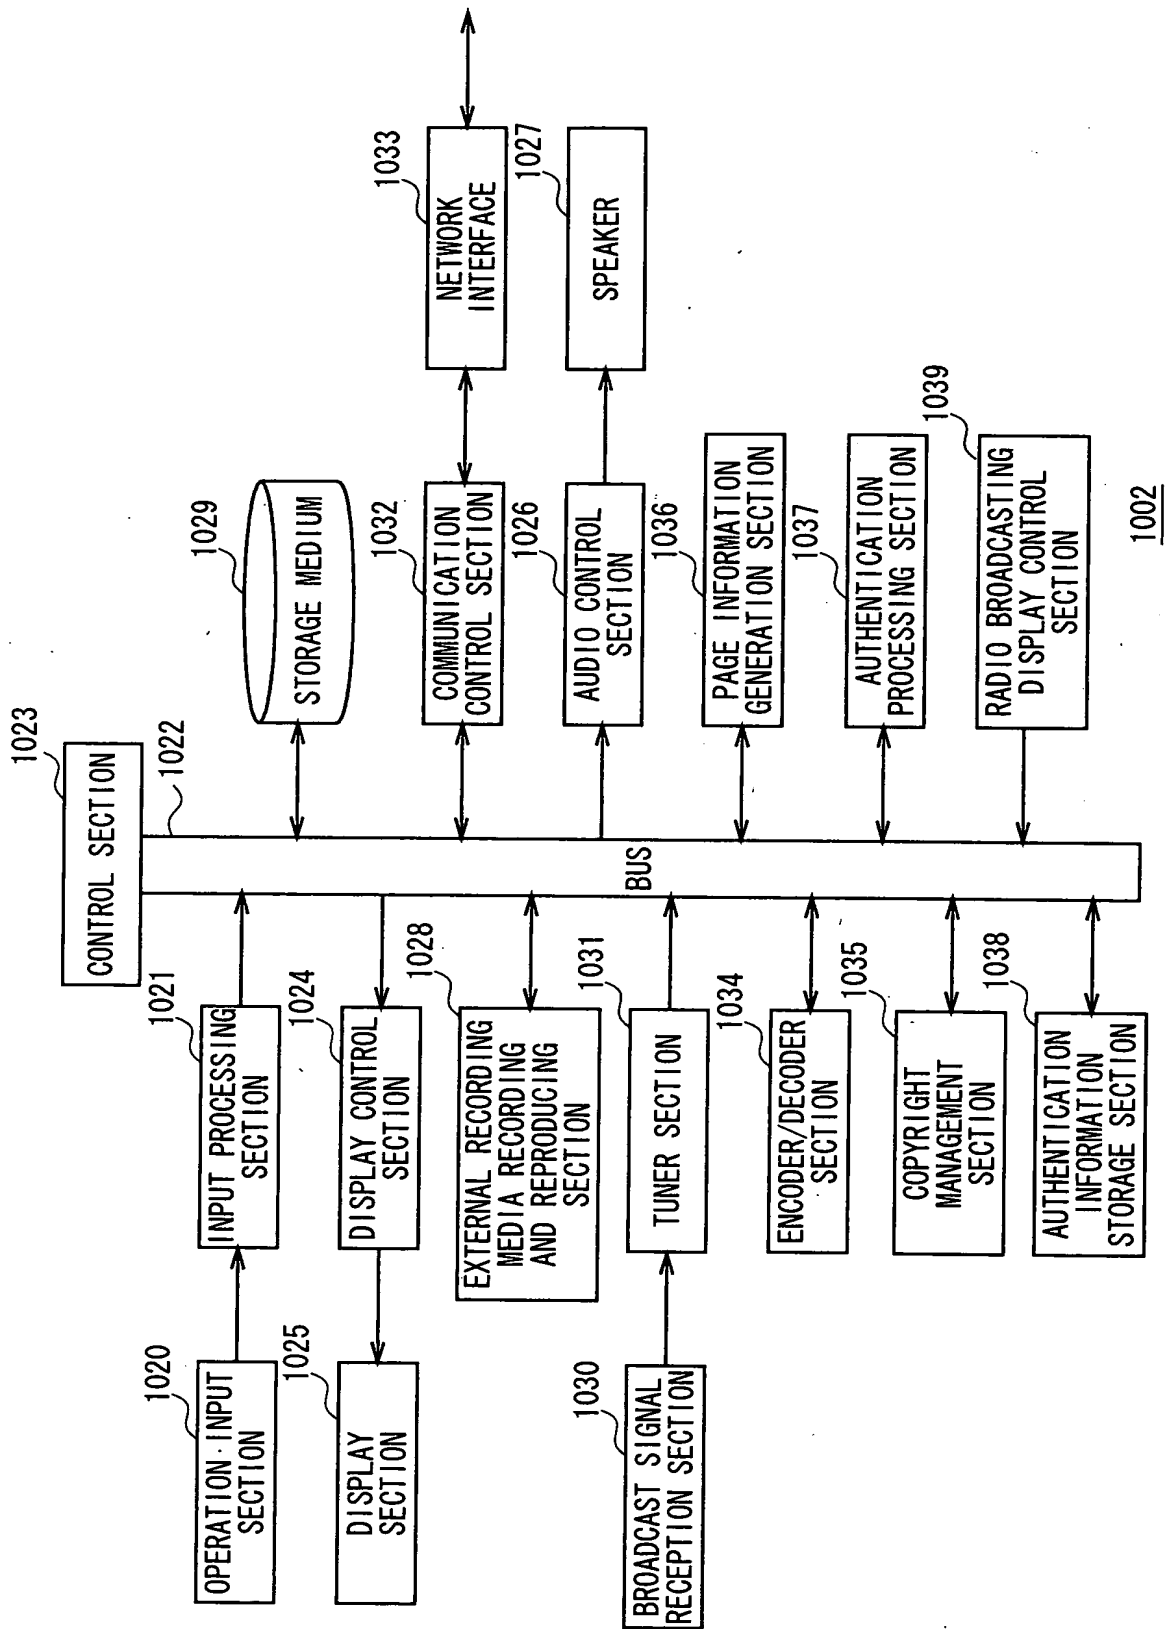 1023
CONTROL SECTION
1022
BUS
1020
OPERATION·INPUT
SECTION
1021
INPUT PROCESSING
SECTION
1025
DISPLAY
SECTION
1024
DISPLAY CONTROL
SECTION
1028
EXTERNAL RECORDING
MEDIA RECORDING
AND REPRODUCING
SECTION
1030
BROADCAST SIGNAL
RECEPTION SECTION
1031
TUNER SECTION
1034
ENCODER/DECODER
SECTION
1035
COPYRIGHT
MANAGEMENT
SECTION
1038
AUTHENTICATION
INFORMATION
STORAGE SECTION
1029
STORAGE MEDIUM
1032
COMMUNICATION
CONTROL SECTION
1033
NETWORK
INTERFACE
1026
AUDIO CONTROL
SECTION
1027
SPEAKER
1036
PAGE INFORMATION
GENERATION SECTION
1037
AUTHENTICATION
PROCESSING SECTION
1039
RADIO BROADCASTING
DISPLAY CONTROL
SECTION
1002